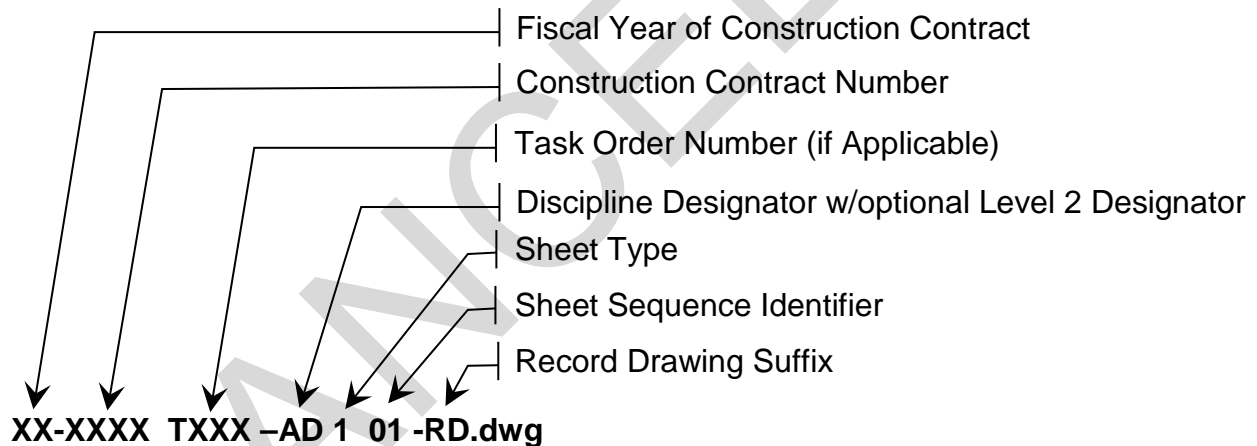 Fiscal Year of Construction Contract
Construction Contract Number
Task Order Number (if Applicable)
Discipline Designator w/optional Level 2 Designator
Sheet Type
Sheet Sequence Identifier
Record Drawing Suffix
XX-XXXX TXXX –AD 1 01 -RD.dwg